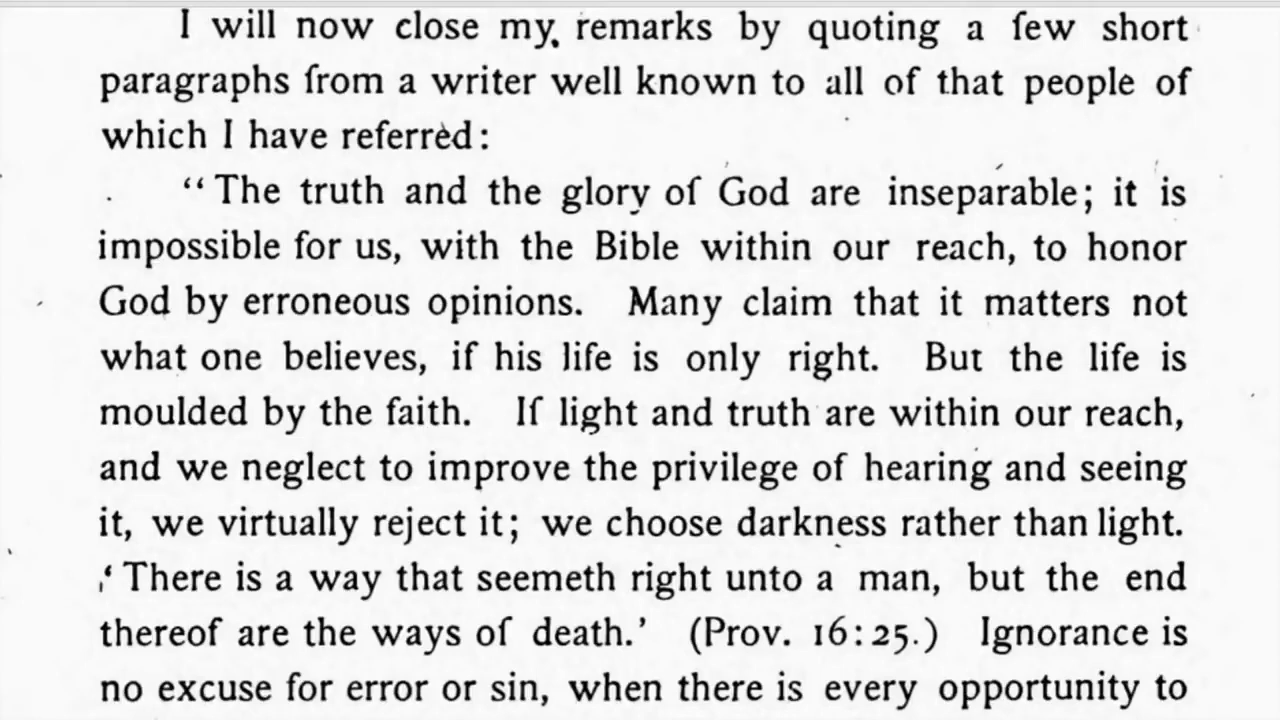 I will now close my remarks by quoting a few short
paragraphs from a writer well known to all of that people of
which I have referred:
“The truth and the glory of God are inseparable; it is
impossible for us, with the Bible within our reach, to honor
God by erroneous opinions. Many claim that it matters not
what one believes, if his life is only right. But the life is
moulded by the faith. If light and truth are within our reach,
and we neglect to improve the privilege of hearing and seeing
it, we virtually reject it; we choose darkness rather than light.
‘There is a way that seemeth right unto a man, but the end
thereof are the ways of death.’ (Prov. 16:25.) Ignorance is
no excuse for error or sin, when there is every opportunity to